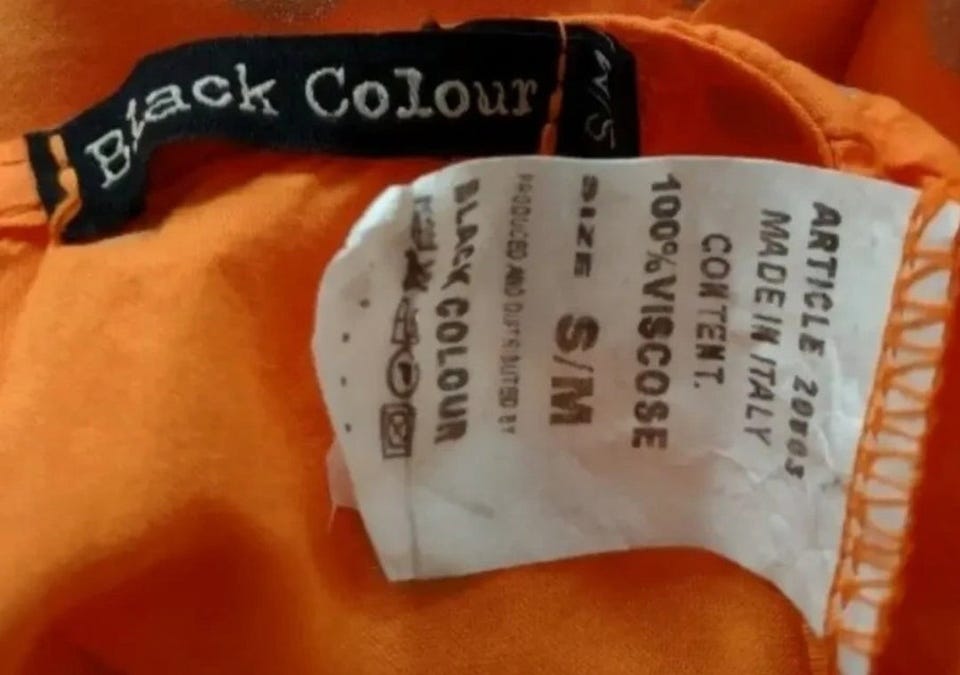 Black Colour
S/M
ARTICLE 20803
MADE IN ITALY
CONTENT.
100% VISCOSE
SIZE S/M
PRODUCED AND DISTRIBUTED BY
BLACK COLOUR